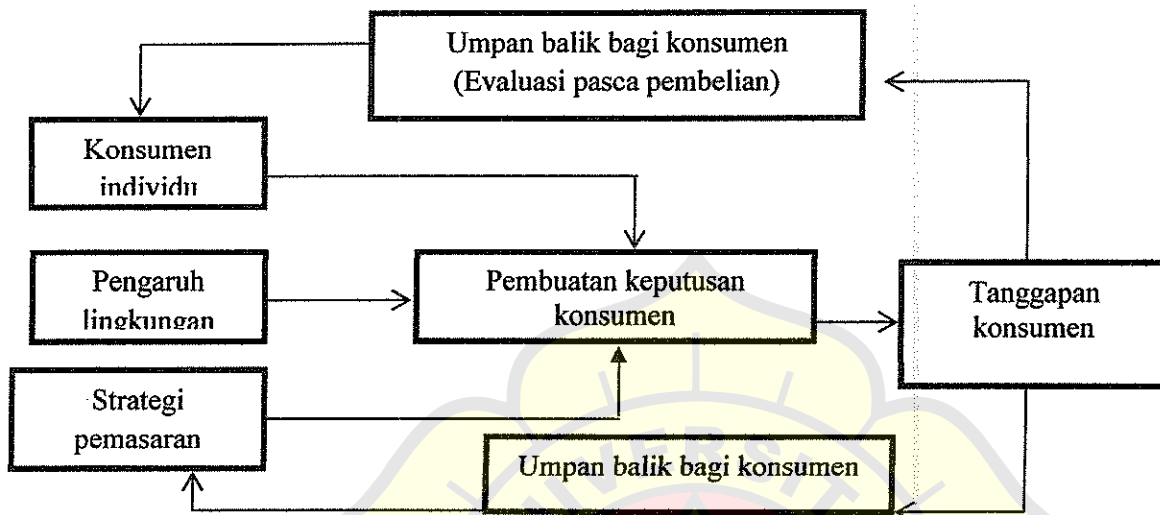 Umpan balik bagi konsumen
(Evaluasi pasca pembelian)
Konsumen
individu
Pengaruh
lingkungan
Pembuatan keputusan
konsumen
Tanggapan
konsumen
Strategi
pemasaran
Umpan balik bagi konsumen
UNIVERSIT